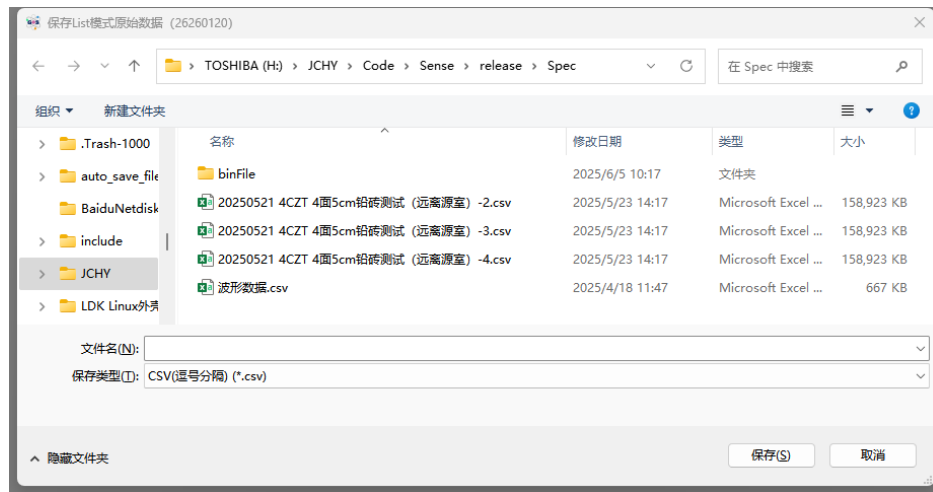 保存List模式原始数据 (26260120)
TOSHIBA (H:) › JCHY › Code › Sense › release › Spec
在 Spec 中搜索
组织 新建文件夹
名称 修改日期 类型 大小
.Trash-1000
auto_save_file
BaiduNetdisk
include
JCHY
LDK Linux外壳
binFile 2025/6/5 10:17 文件夹
20250521 4CZT 4面5cm铅砖测试（远离源室）-2.csv 2025/5/23 14:17 Microsoft Excel ... 158,923 KB
20250521 4CZT 4面5cm铅砖测试（远离源室）-3.csv 2025/5/23 14:17 Microsoft Excel ... 158,923 KB
20250521 4CZT 4面5cm铅砖测试（远离源室）-4.csv 2025/5/23 14:17 Microsoft Excel ... 158,923 KB
波形数据.csv 2025/4/18 11:47 Microsoft Excel ... 667 KB
文件名(N):
保存类型(T): CSV(逗号分隔) (*.csv)
隐藏文件夹
保存(S) 取消